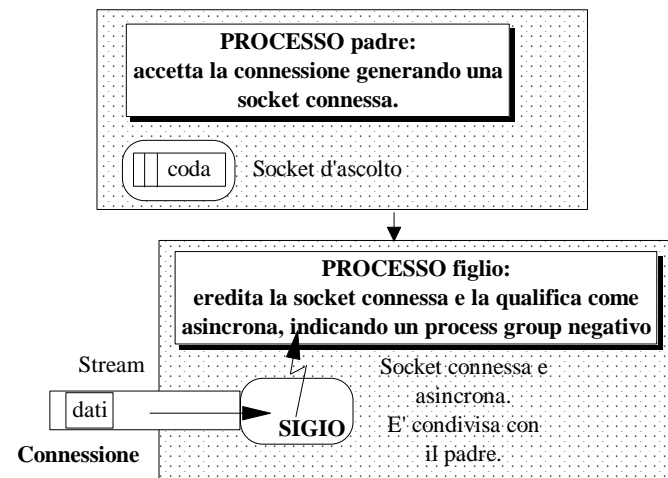 PROCESSO padre:
accetta la connessione generando una
socket connessa.
coda
Socket d'ascolto
PROCESSO figlio:
eredita la socket connessa e la qualifica come
asincrona, indicando un process group negativo
Stream
dati
SIGIO
Connessione
Socket connessa e
asincrona.
E' condivisa con
iI padre.